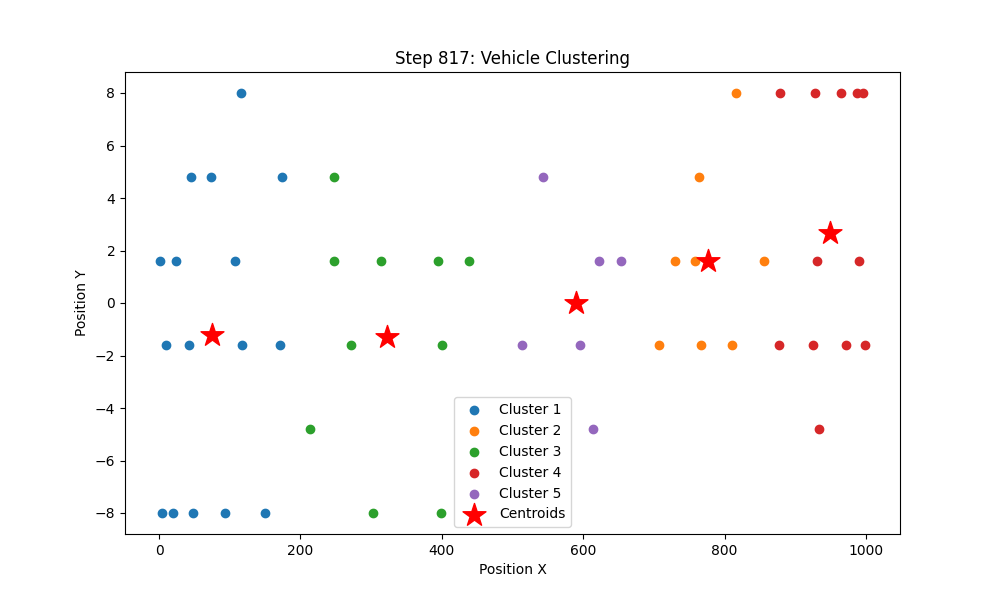 Step 817: Vehicle Clustering
Position Y
8
6
4
2
0
−2
−4
−6
−8
Cluster 1
Cluster 2
Cluster 3
Cluster 4
Cluster 5
Centroids
0 200 400 600 800 1000
Position X